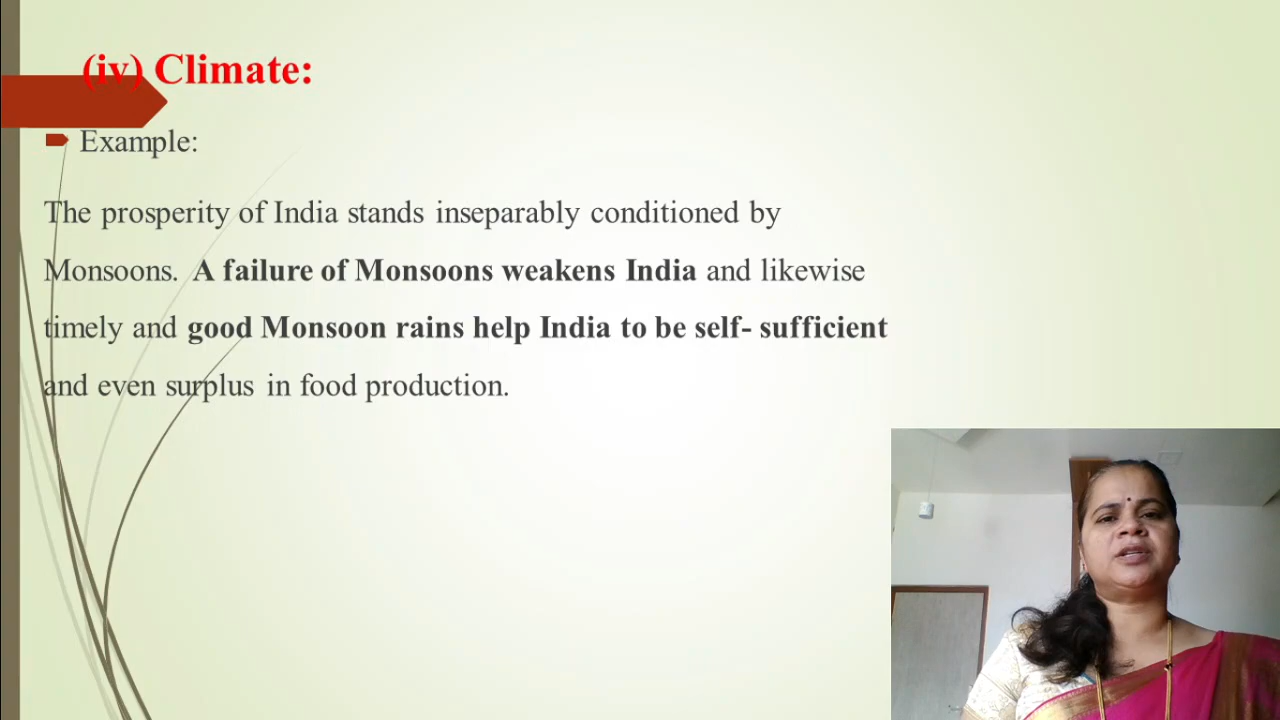 (iv) Climate:
Example:
The prosperity of India stands inseparably conditioned by
Monsoons. A failure of Monsoons weakens India and likewise
timely and good Monsoon rains help India to be self- sufficient
and even surplus in food production.